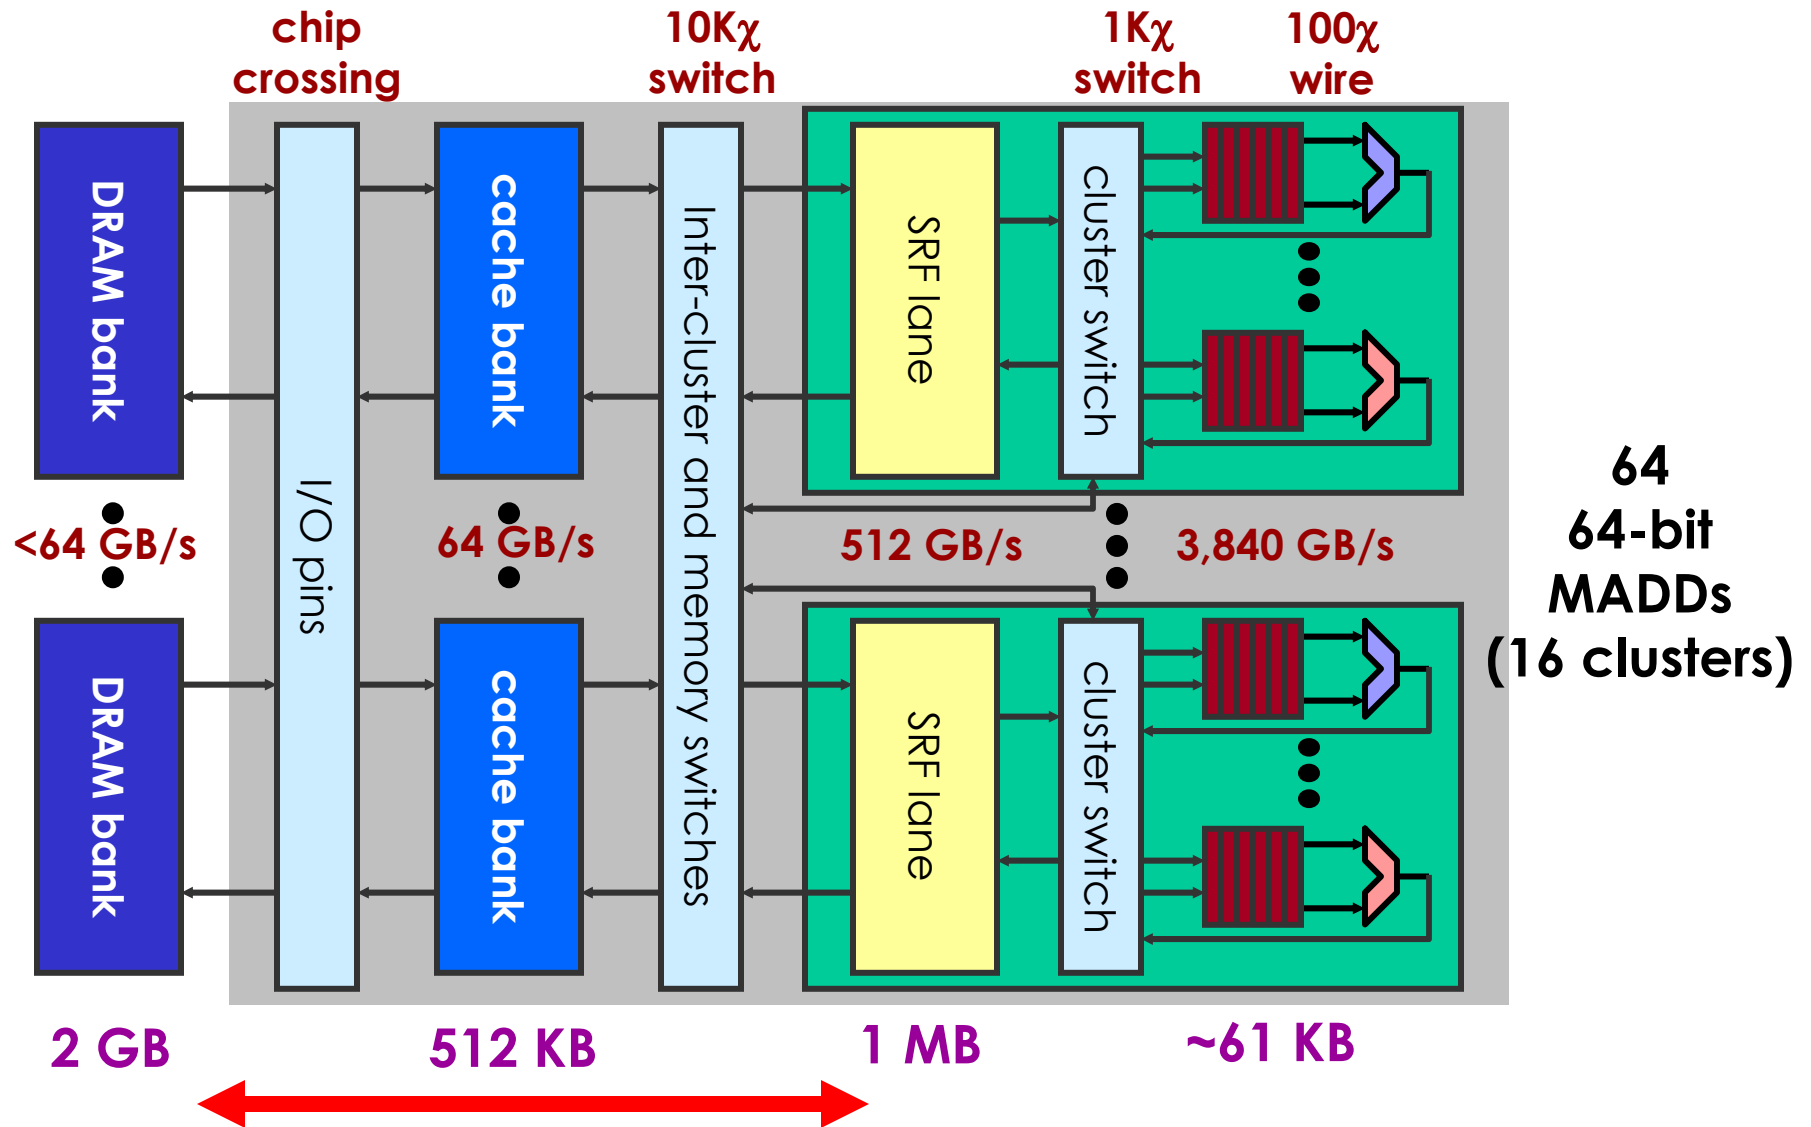 chip
crossing
10Kχ
switch
1Kχ
switch
100χ
wire
DRAM bank
I/O pins
cache bank
Inter-cluster and memory switches
SRF lane
cluster switch
<64 GB/s
64 GB/s
512 GB/s
3,840 GB/s
64
64-bit
MADDs
(16 clusters)
DRAM bank
cache bank
SRF lane
cluster switch
2 GB
512 KB
1 MB
~61 KB